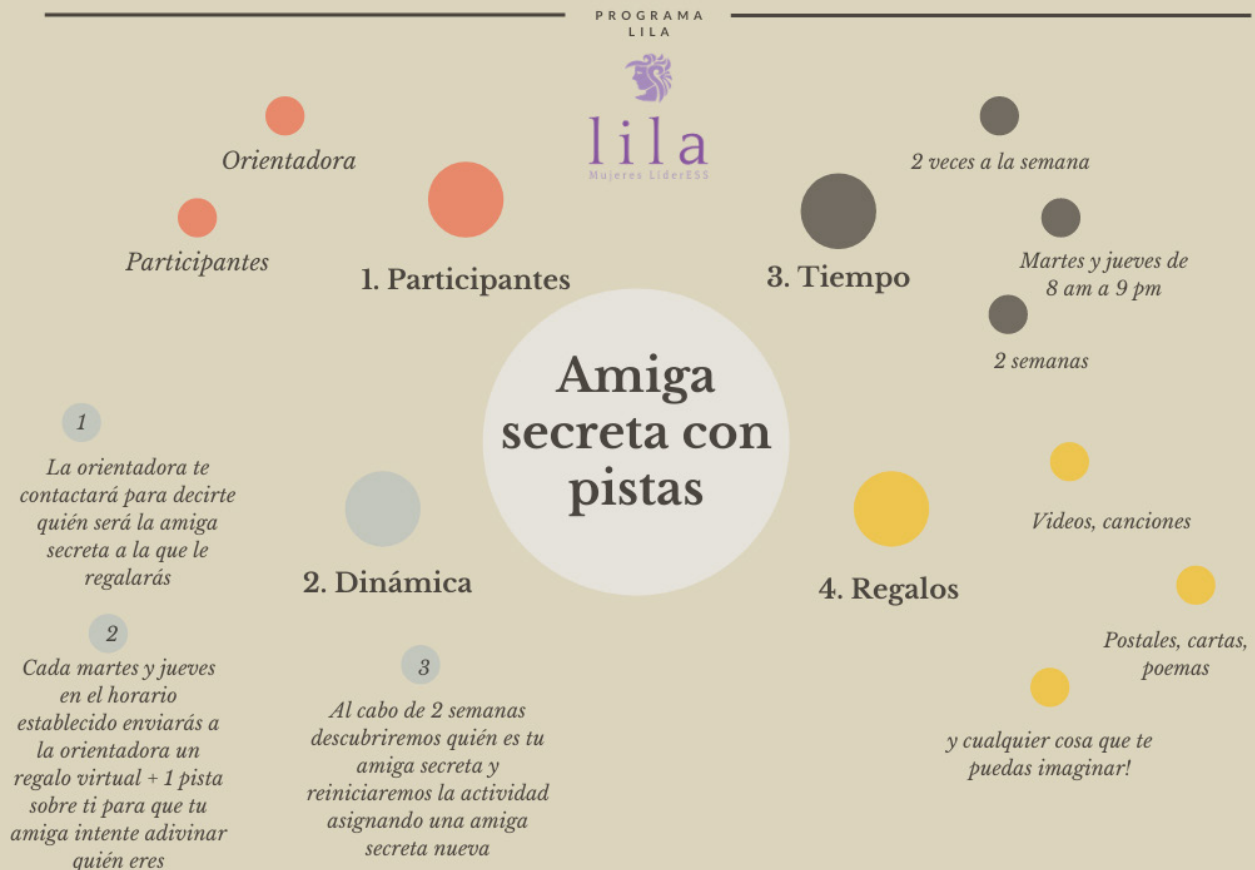 PROGRAMA
LILA
lila
Mujeres LíderESS
Orientadora
Participantes
1. Participantes
2 veces a la semana
Martes y jueves de
8 am a 9 pm
2 semanas
3. Tiempo
Amiga
secreta con
pistas
1
La orientadora te
contactará para decirte
quién será la amiga
secreta a la que le
regalarás
2
Cada martes y jueves
en el horario
establecido enviarás a
la orientadora un
regalo virtual + 1 pista
sobre ti para que tu
amiga intente adivinar
quién eres
2. Dinámica
3
Al cabo de 2 semanas
descubriremos quién es tu
amiga secreta y
reiniciaremos la actividad
asignando una amiga
secreta nueva
4. Regalos
Videos, canciones
Postales, cartas,
poemas
y cualquier cosa que te
puedas imaginar!